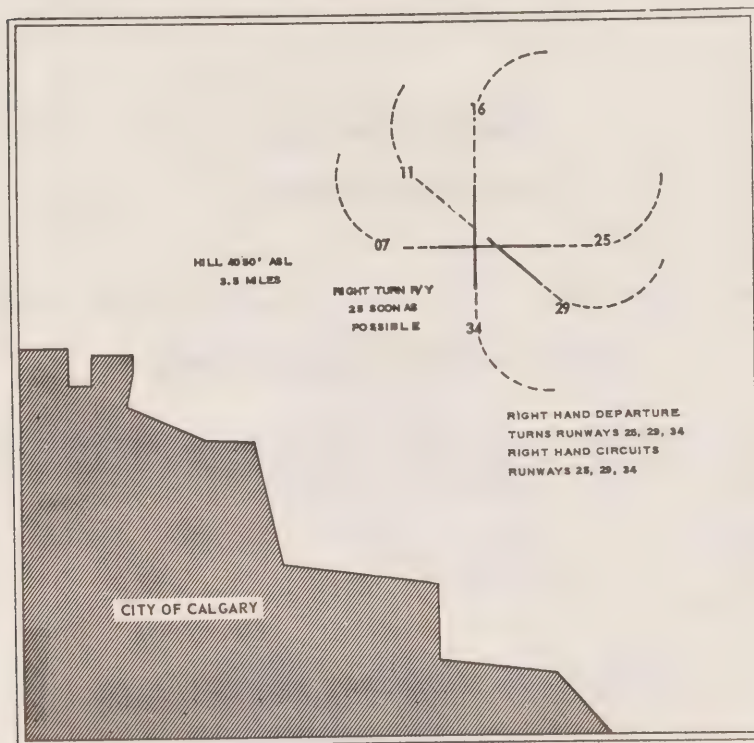 16
11
07
25
HILL 4050' ASL
3.5 MILES
RIGHT TURN R/Y
25 SOON AS
POSSIBLE
29
34
RIGHT HAND DEPARTURE
TURNS RUNWAYS 25, 29, 34
RIGHT HAND CIRCUITS
RUNWAYS 25, 29, 34
CITY OF CALGARY